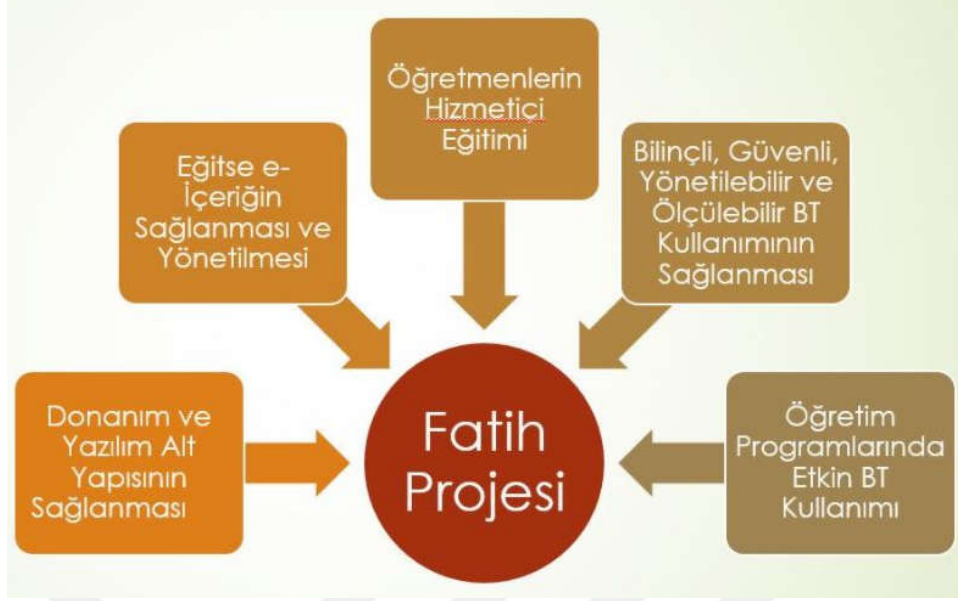 Öğretmenlerin
Hizmetiçi
Eğitimi
Eğitse e-
İçeriğin
Sağlanması ve
Yönetilmesi
Bilinçli, Güvenli,
Yönetilebilir ve
Ölçülebilir BT
Kullanımının
Sağlanması
Donanım ve
Yazılım Alt
Yapısının
Sağlanması
Fatih
Projesi
Öğretim
Programlarında
Etkin BT
Kullanımı